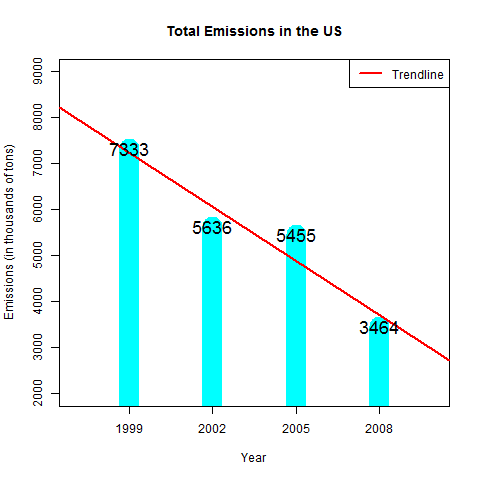 Total Emissions in the US
Trendline
Emissions (in thousands of tons)
9000
8000
7000
6000
5000
4000
3000
2000
7333
5636
5455
3464
1999 2002 2005 2008
Year